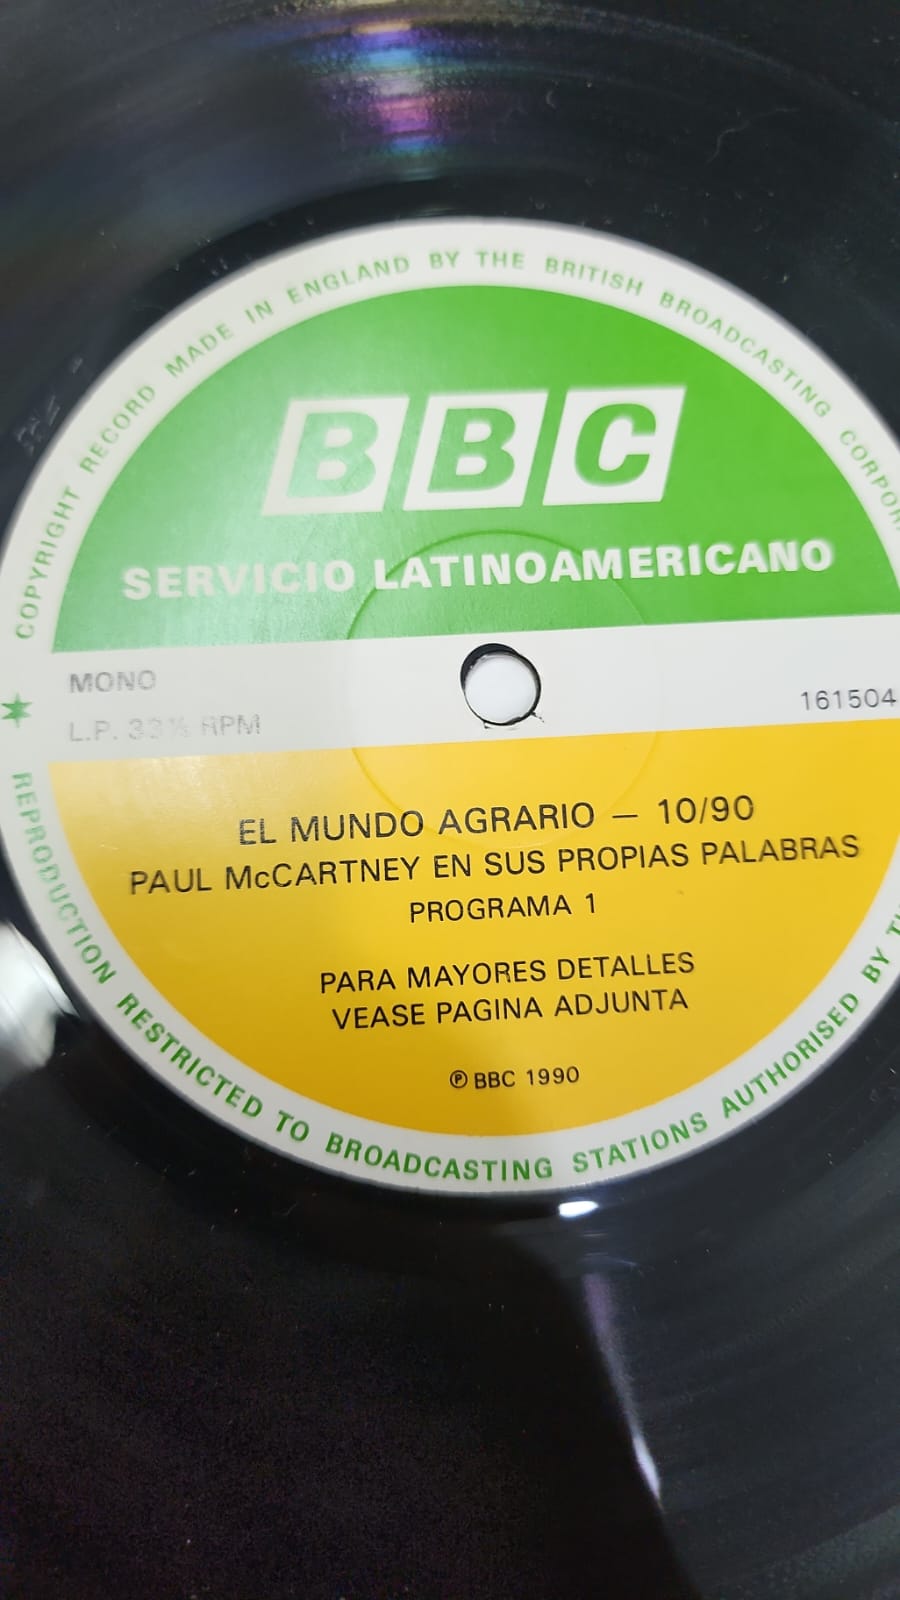 COPYRIGHT RECORD MADE IN ENGLAND BY THE BRITISH BROADCASTING
BBC
SERVICIO LATINOAMERICANO
MONO
L.P. 33⅓ RPM
161504
EL MUNDO AGRARIO — 10/90
PAUL McCARTNEY EN SUS PROPIAS PALABRAS
PROGRAMA 1
PARA MAYORES DETALLES
VEASE PAGINA ADJUNTA
℗ BBC 1990
REPRODUCTION RESTRICTED TO BROADCASTING STATIONS AUTHORISED BY